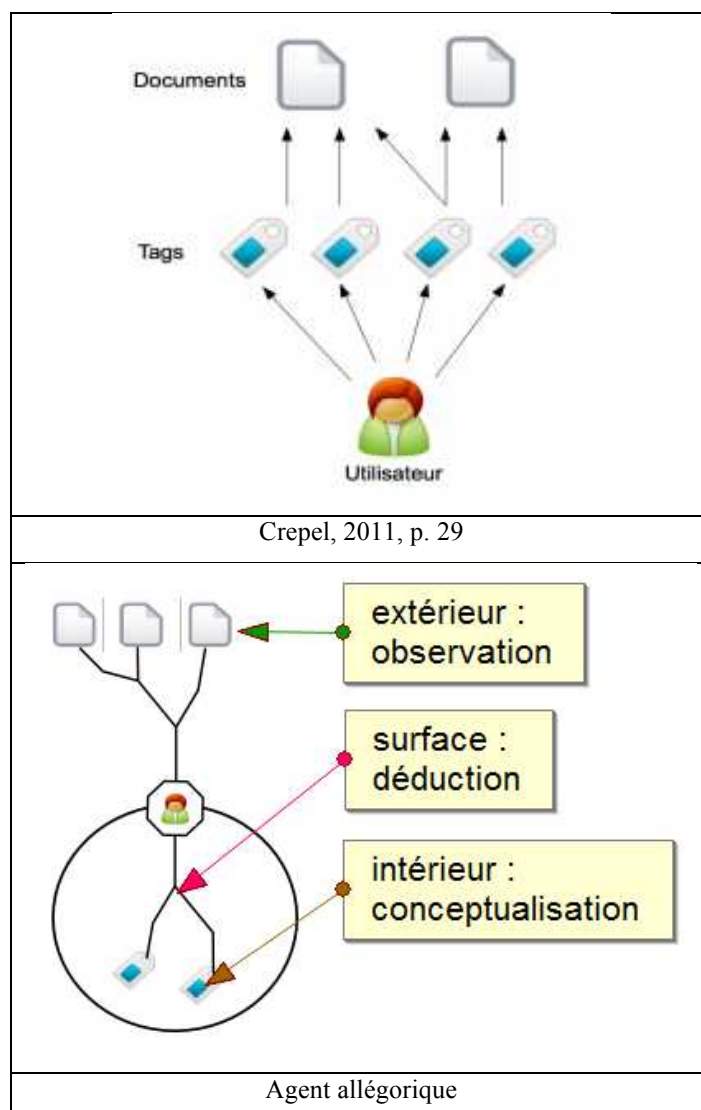 Documents
Tags
Utilisateur
Crepel, 2011, p. 29
extérieur :
observation
surface :
déduction
intérieur :
conceptualisation
Agent allégorique